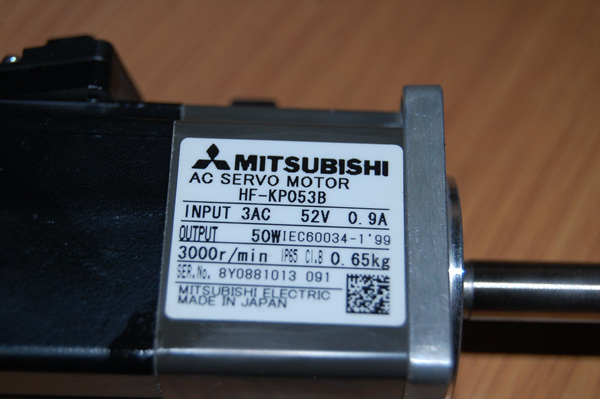 MITSUBISHI
AC SERVO MOTOR
HF-KP053B
INPUT 3AC 52V 0.9A
OUTPUT 50W IEC60034-1'99
3000r/min IP65 Cl.B 0.65kg
SER.No. 8Y0881013 091
MITSUBISHI ELECTRIC
MADE IN JAPAN